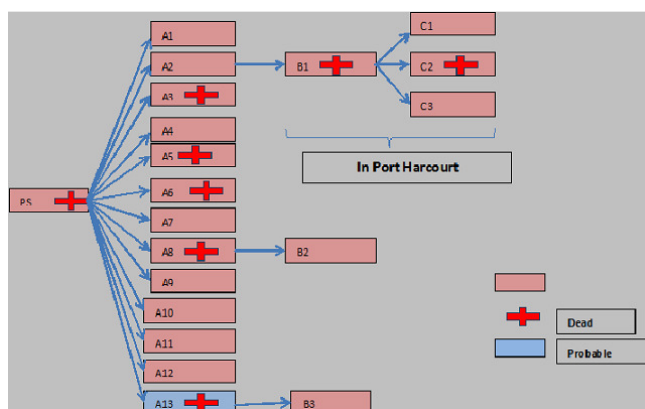 A1
C1
A2
B1
C2
A3
C3
A4
A5
In Port Harcourt
PS
A6
A7
A8
B2
A9
A10
Dead
A11
Probable
A12
A13
B3